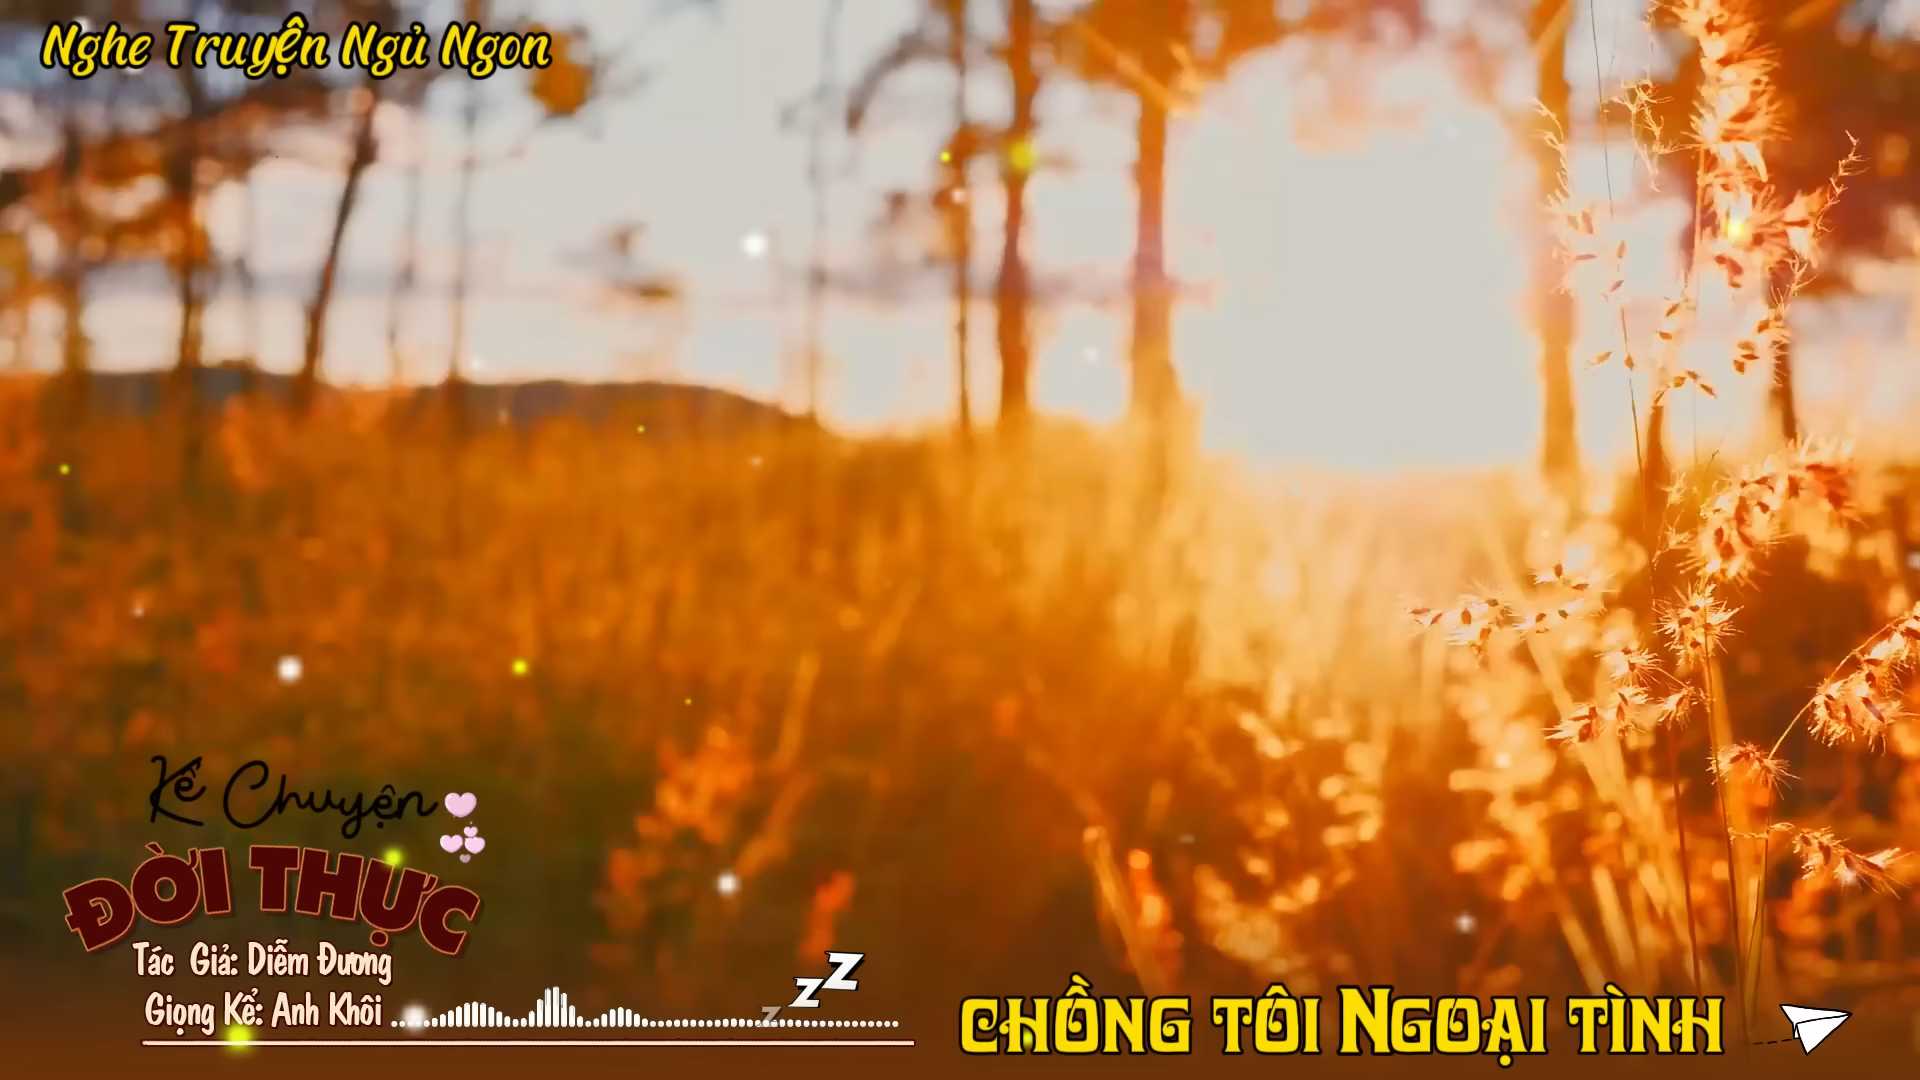 Nghe Truyện Ngủ Ngon
Kể Chuyện
ĐỜI THỰC
Tác Giả: Diễm Đương
Giọng Kể: Anh Khôi
z z Z
CHỒNG TÔI NGOẠI TÌNH